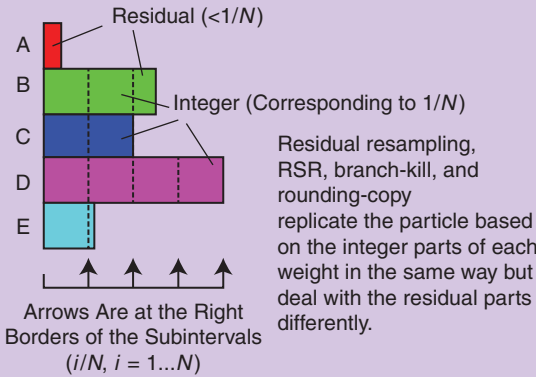 Residual (<1/N)
A
B
Integer (Corresponding to 1/N)
C
D
E
Residual resampling,
RSR, branch-kill, and
rounding-copy
replicate the particle based
on the integer parts of each
weight in the same way but
deal with the residual parts
differently.
Arrows Are at the Right
Borders of the Subintervals
(i/N, i = 1...N)